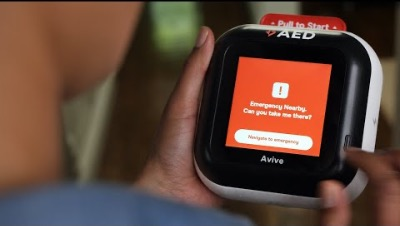 Pull to Start
AED
!
Emergency Nearby.
Can you take me there?
Navigate to emergency
Avive